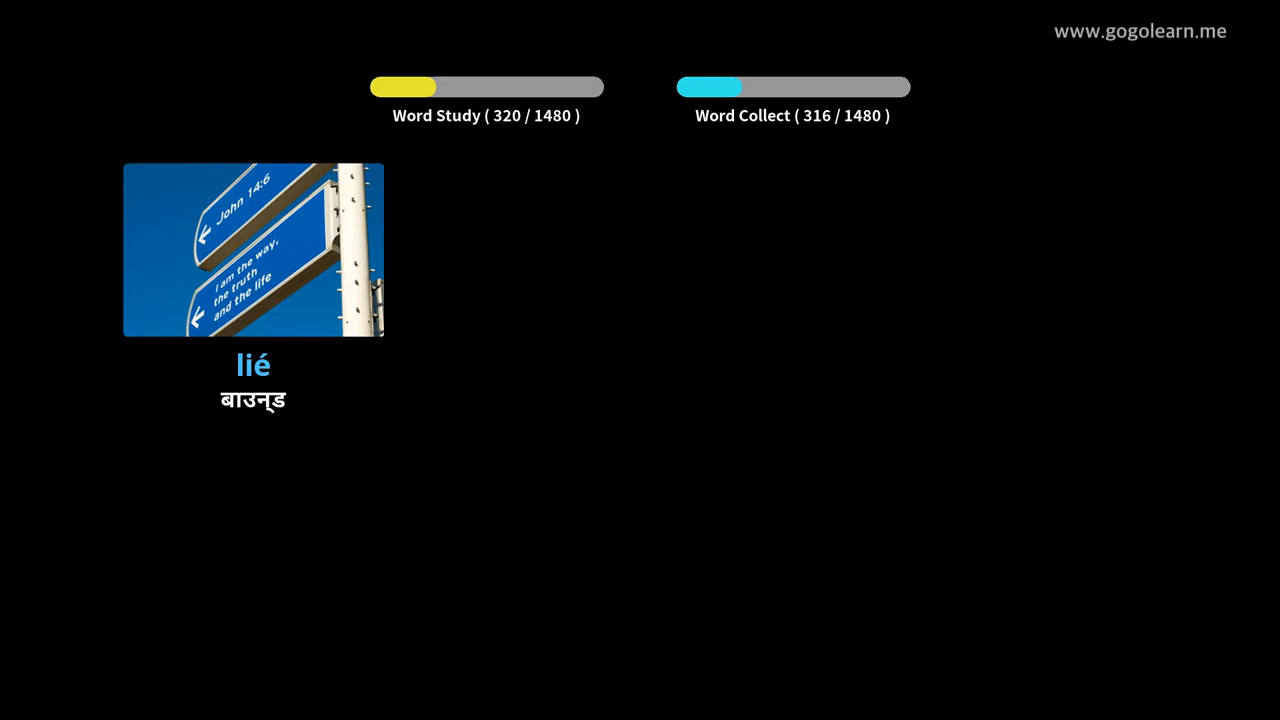 www.gogolearn.me
Word Study ( 320 / 1480 )
Word Collect ( 316 / 1480 )
John 14:6
I am the way,
the truth
and the life
lié
बाउन्ड